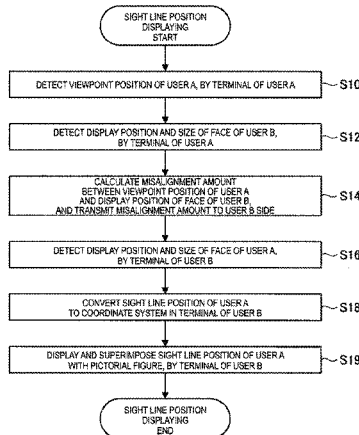 SIGHT LINE POSITION
DISPLAYING
START
DETECT VIEWPOINT POSITION OF USER A, BY TERMINAL OF USER A
S10
DETECT DISPLAY POSITION AND SIZE OF FACE OF USER B,
BY TERMINAL OF USER A
S12
CALCULATE MISALIGNMENT AMOUNT
BETWEEN VIEWPOINT POSITION OF USER A
AND DISPLAY POSITION OF FACE OF USER B,
AND TRANSMIT MISALIGNMENT AMOUNT TO USER B SIDE
S14
DETECT DISPLAY POSITION AND SIZE OF FACE OF USER A,
BY TERMINAL OF USER B
S16
CONVERT SIGHT LINE POSITION OF USER A
TO COORDINATE SYSTEM IN TERMINAL OF USER B
S18
DISPLAY AND SUPERIMPOSE SIGHT LINE POSITION OF USER A
WITH PICTORIAL FIGURE, BY TERMINAL OF USER B
S19
SIGHT LINE POSITION
DISPLAYING
END